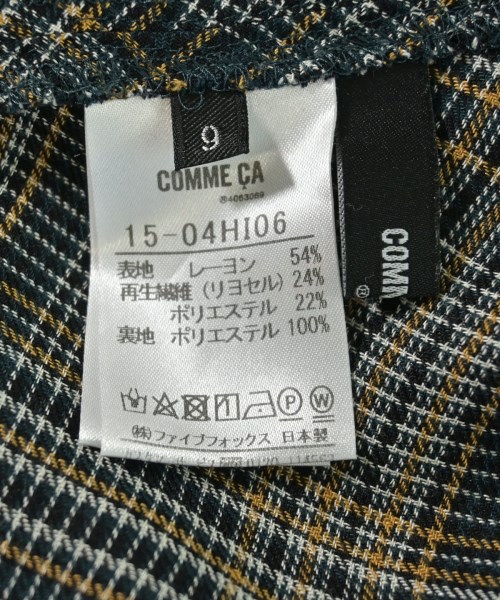 9
COMME ÇA
®4063069
15-04HI06
表地 レーヨン 54%
再生繊維 (リヨセル) 24%
ポリエステル 22%
裏地 ポリエステル 100%
P W
(株)ファイブフォックス 日本製
COMM
®